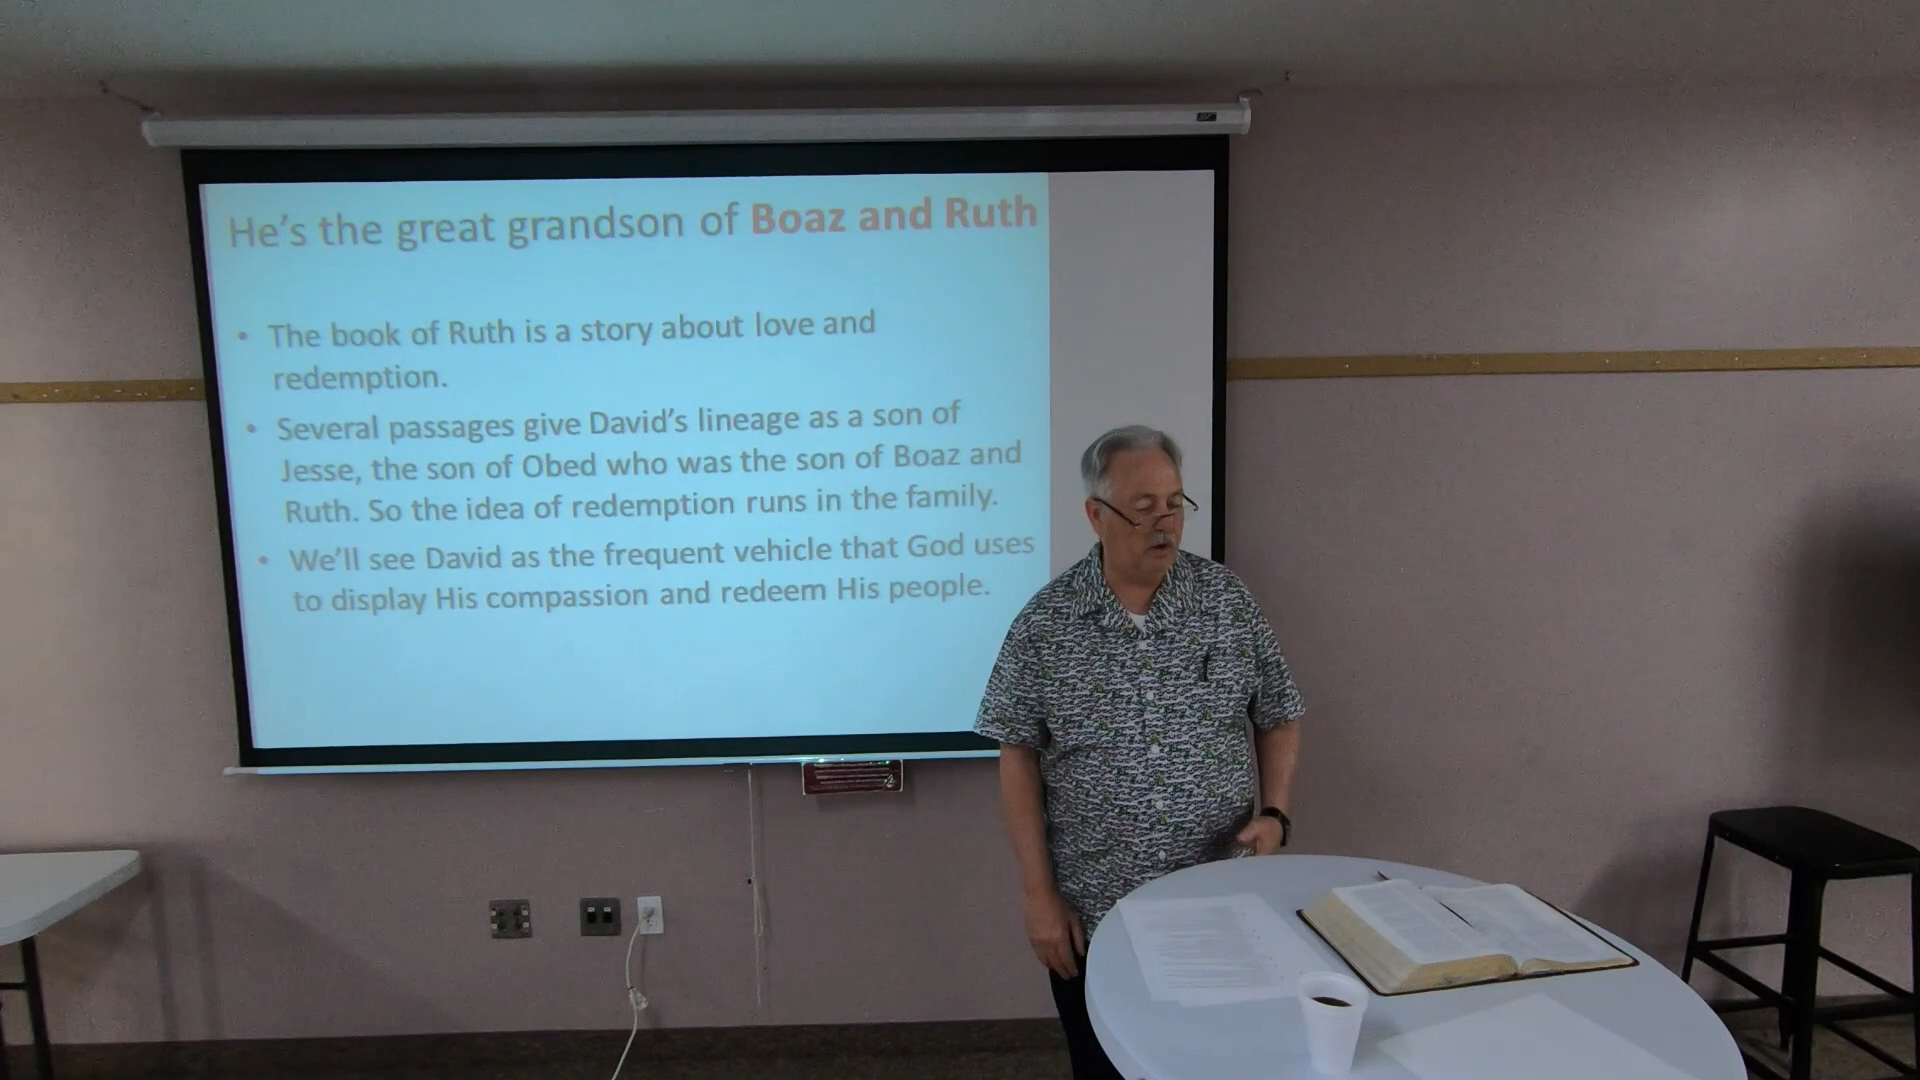 He's the great grandson of Boaz and Ruth
• The book of Ruth is a story about love and
redemption.
• Several passages give David's lineage as a son of
Jesse, the son of Obed who was the son of Boaz and
Ruth. So the idea of redemption runs in the family.
• We'll see David as the frequent vehicle that God uses
to display His compassion and redeem His people.